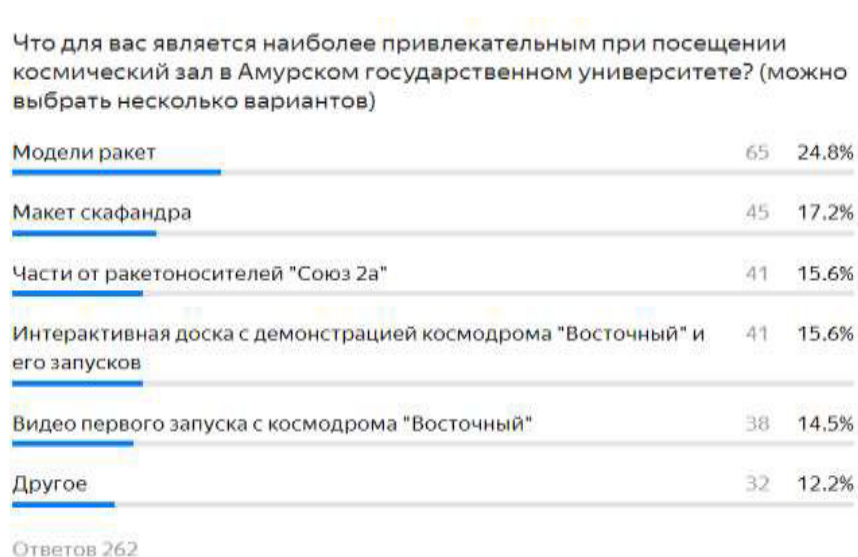 Что для вас является наиболее привлекательным при посещении
космический зал в Амурском государственном университете? (можно
выбрать несколько вариантов)
Модели ракет 65 24.8%
Макет скафандра 45 17.2%
Части от ракетоносителей "Союз 2а" 41 15.6%
Интерактивная доска с демонстрацией космодрома "Восточный" и 41 15.6%
его запусков
Видео первого запуска с космодрома "Восточный" 38 14.5%
Другое 32 12.2%
Ответов 262